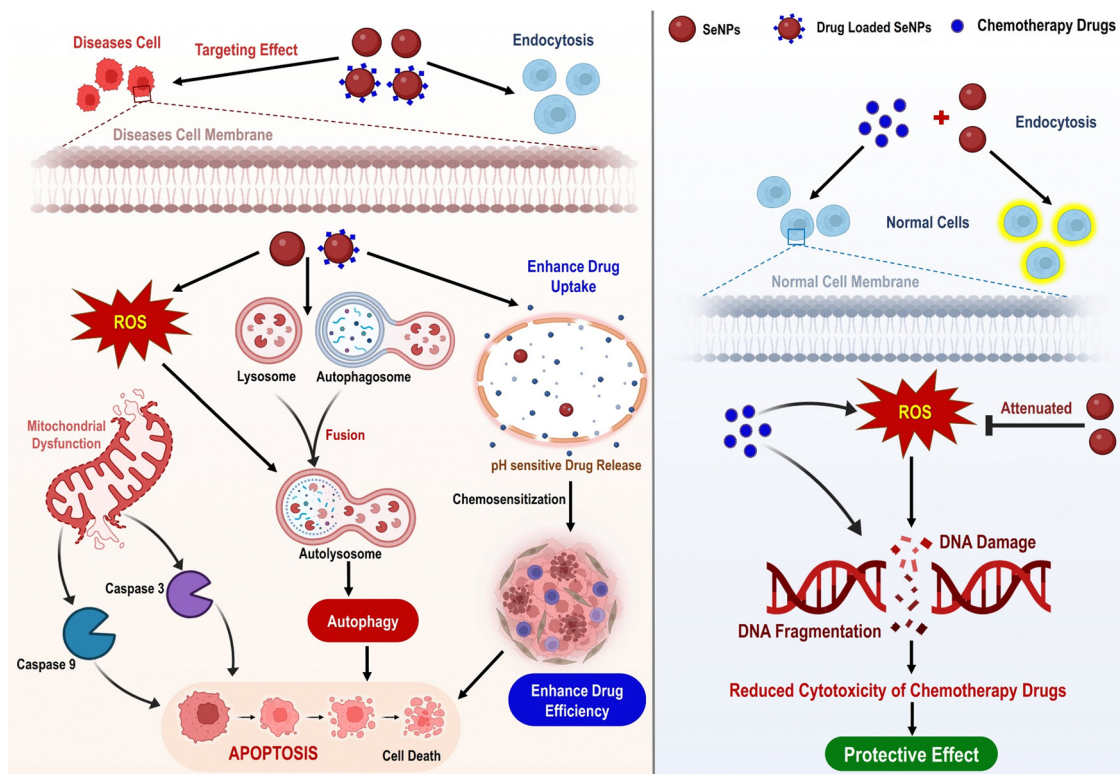 Diseases Cell
Targeting Effect
Endocytosis
Diseases Cell Membrane
Enhance Drug
Uptake
ROS
Lysosome
Autophagosome
Mitochondrial
Dysfunction
Fusion
pH sensitive Drug Release
Chemosensitization
Autolysosome
Caspase 3
Autophagy
Caspase 9
Enhance Drug
Efficiency
APOPTOSIS
Cell Death
SeNPs
Drug Loaded SeNPs
Chemotherapy Drugs
Endocytosis
Normal Cells
Normal Cell Membrane
ROS
Attenuated
DNA Damage
DNA Fragmentation
Reduced Cytotoxicity of Chemotherapy Drugs
Protective Effect